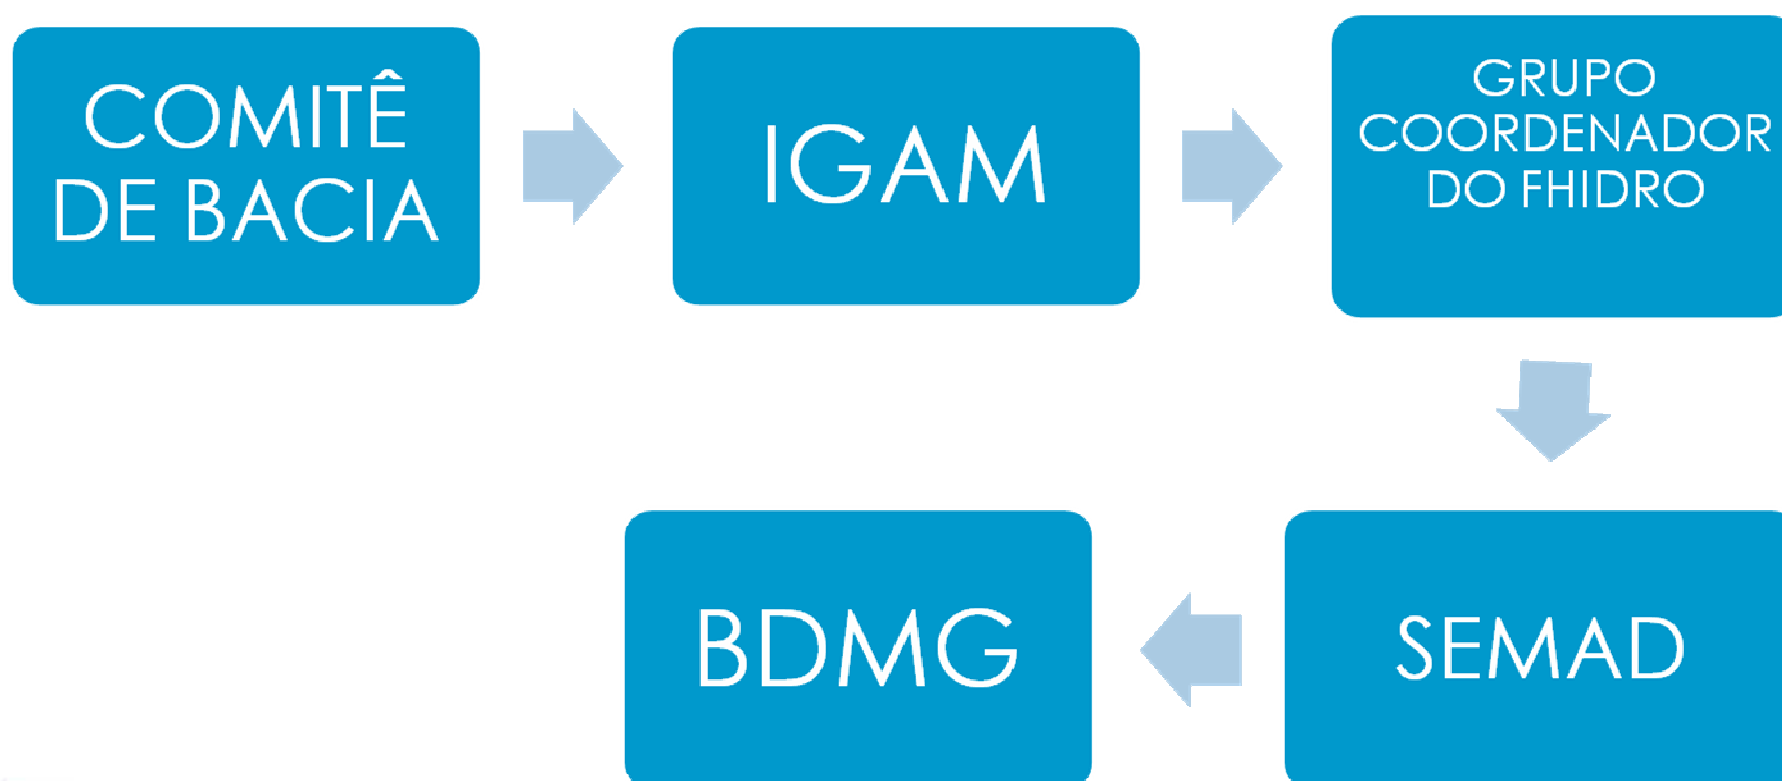 COMITÊ
DE BACIA
IGAM
GRUPO
COORDENADOR
DO FHIDRO
SEMAD
BDMG